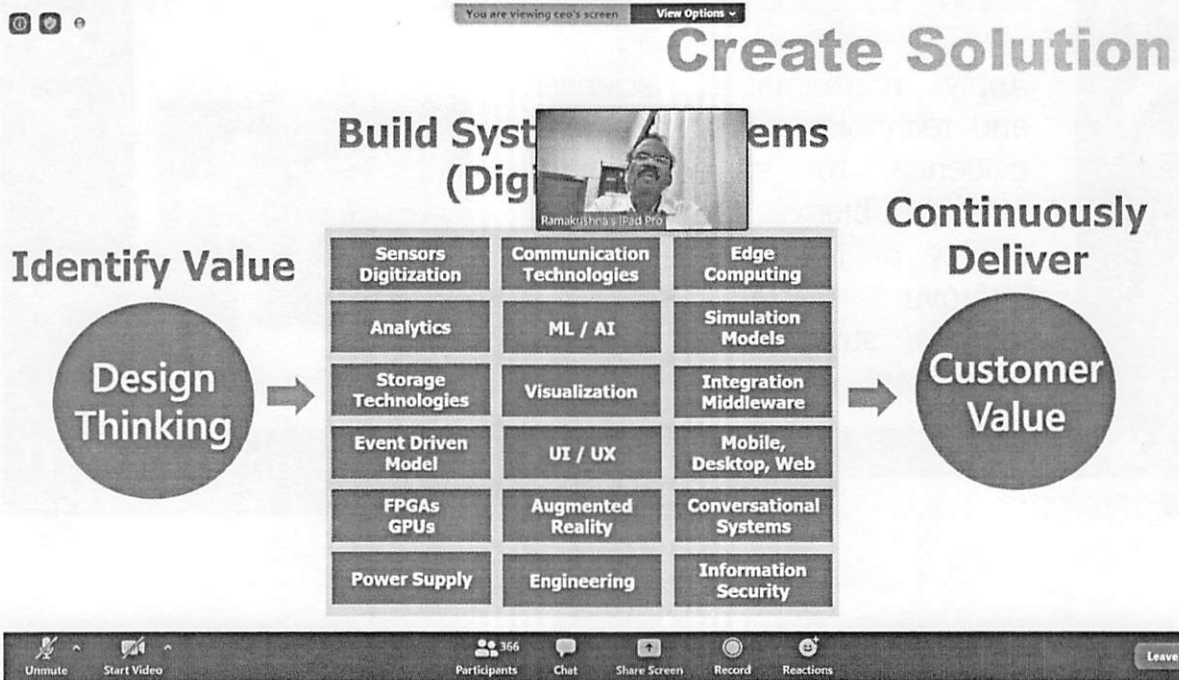 You are viewing ceo's screen View Options
Create Solution
Build Syst ems
(Digi
Ramakrishna's iPad Pro
Identify Value
Design
Thinking
Sensors
Digitization
Communication
Technologies
Edge
Computing
Analytics
ML / AI
Simulation
Models
Storage
Technologies
Visualization
Integration
Middleware
Event Driven
Model
UI / UX
Mobile,
Desktop, Web
FPGAs
GPUs
Augmented
Reality
Conversational
Systems
Power Supply
Engineering
Information
Security
Continuously
Deliver
Customer
Value
Unmute Start Video 366 Participants Chat Share Screen Record Reactions Leave